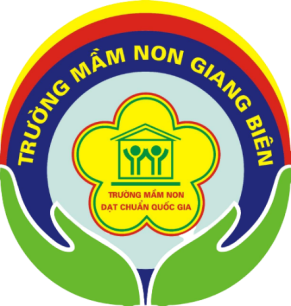 TRƯỜNG MẦM NON GIANG BIÊN
TRƯỜNG MẦM NON
ĐẠT CHUẨN QUỐC GIA